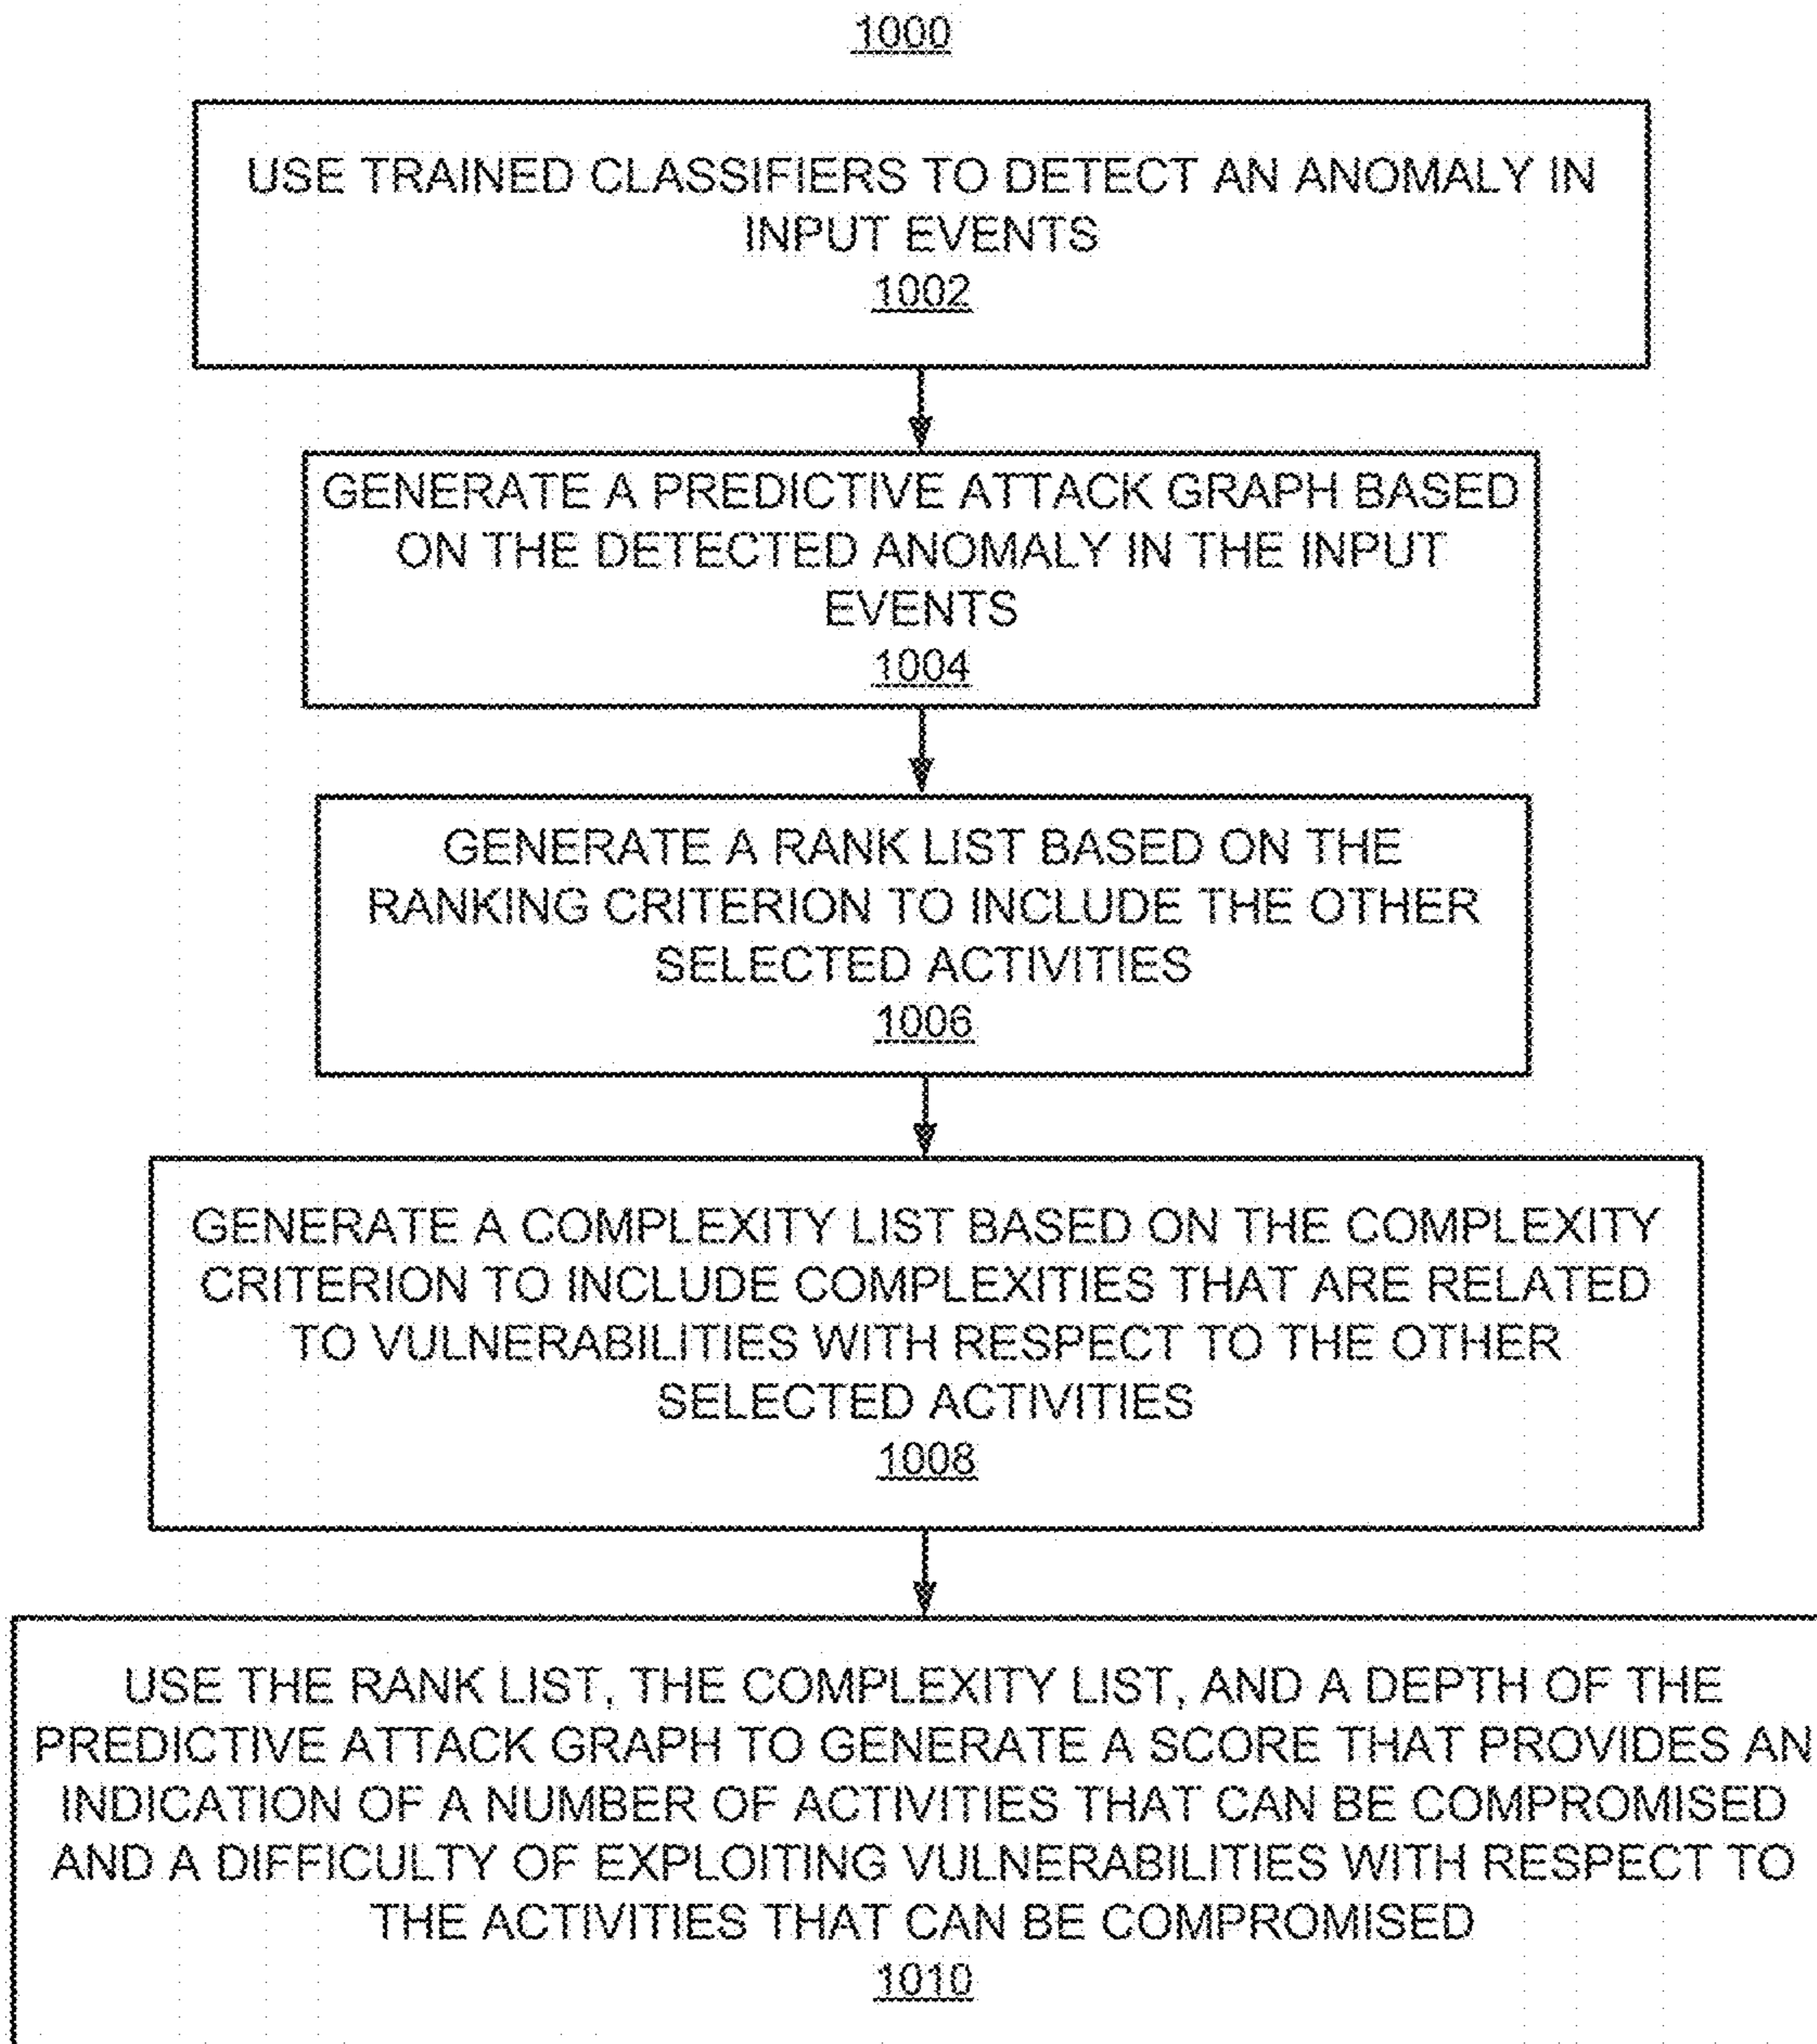 1000
USE TRAINED CLASSIFIERS TO DETECT AN ANOMALY IN
INPUT EVENTS
1002
GENERATE A PREDICTIVE ATTACK GRAPH BASED
ON THE DETECTED ANOMALY IN THE INPUT
EVENTS
1004
GENERATE A RANK LIST BASED ON THE
RANKING CRITERION TO INCLUDE THE OTHER
SELECTED ACTIVITIES
1006
GENERATE A COMPLEXITY LIST BASED ON THE COMPLEXITY
CRITERION TO INCLUDE COMPLEXITIES THAT ARE RELATED
TO VULNERABILITIES WITH RESPECT TO THE OTHER
SELECTED ACTIVITIES
1008
USE THE RANK LIST, THE COMPLEXITY LIST, AND A DEPTH OF THE
PREDICTIVE ATTACK GRAPH TO GENERATE A SCORE THAT PROVIDES AN
INDICATION OF A NUMBER OF ACTIVITIES THAT CAN BE COMPROMISED
AND A DIFFICULTY OF EXPLOITING VULNERABILITIES WITH RESPECT TO
THE ACTIVITIES THAT CAN BE COMPROMISED
1010